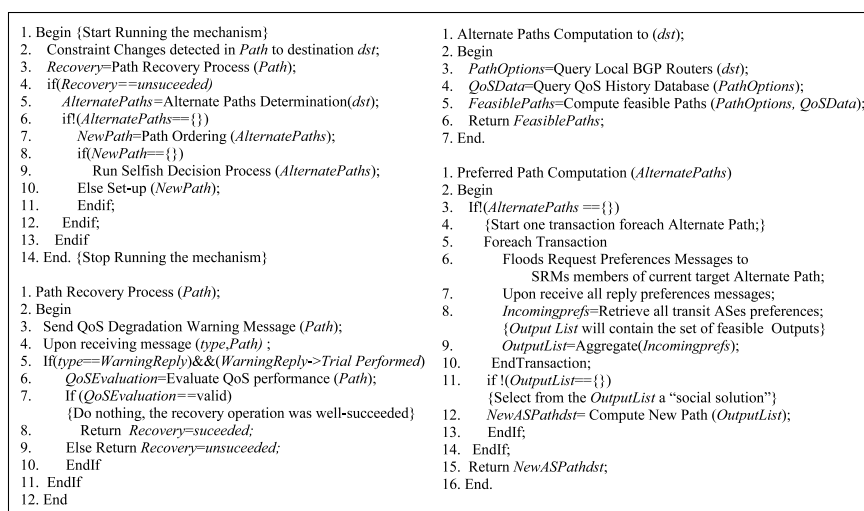 1. Begin {Start Running the mechanism}
2. Constraint Changes detected in Path to destination dst;
3. Recovery=Path Recovery Process (Path);
4. if(Recovery==unsuceeded)
5. AlternatePaths=Alternate Paths Determination(dst);
6. if!(AlternatePaths=={})
7. NewPath=Path Ordering (AlternatePaths);
8. if(NewPath=={})
9. Run Selfish Decision Process (AlternatePaths);
10. Else Set-up (NewPath);
11. Endif;
12. Endif;
13. Endif
14. End. {Stop Running the mechanism}
1. Path Recovery Process (Path);
2. Begin
3. Send QoS Degradation Warning Message (Path);
4. Upon receiving message (type,Path) ;
5. If(type==WarningReply)&&(WarningReply->Trial Performed)
6. QoSEvaluation=Evaluate QoS performance (Path);
7. If (QoSEvaluation==valid)
{Do nothing, the recovery operation was well-succeeded}
8. Return Recovery=suceeded;
9. Else Return Recovery=unsuceeded;
10. EndIf
11. EndIf
12. End
1. Alternate Paths Computation to (dst);
2. Begin
3. PathOptions=Query Local BGP Routers (dst);
4. QoSData=Query QoS History Database (PathOptions);
5. FeasiblePaths=Compute feasible Paths (PathOptions, QoSData);
6. Return FeasiblePaths;
7. End.
1. Preferred Path Computation (AlternatePaths)
2. Begin
3. If!(AlternatePaths =={})
4. {Start one transaction foreach Alternate Path;}
5. Foreach Transaction
6. Floods Request Preferences Messages to
SRMs members of current target Alternate Path;
7. Upon receive all reply preferences messages;
8. Incomingprefs=Retrieve all transit ASes preferences;
{Output List will contain the set of feasible Outputs}
9. OutputList=Aggregate(Incomingprefs);
10. EndTransaction;
11. if !(OutputList=={})
{Select from the OutputList a “social solution”}
12. NewASPathdst= Compute New Path (OutputList);
13. EndIf;
14. EndIf;
15. Return NewASPathdst;
16. End.